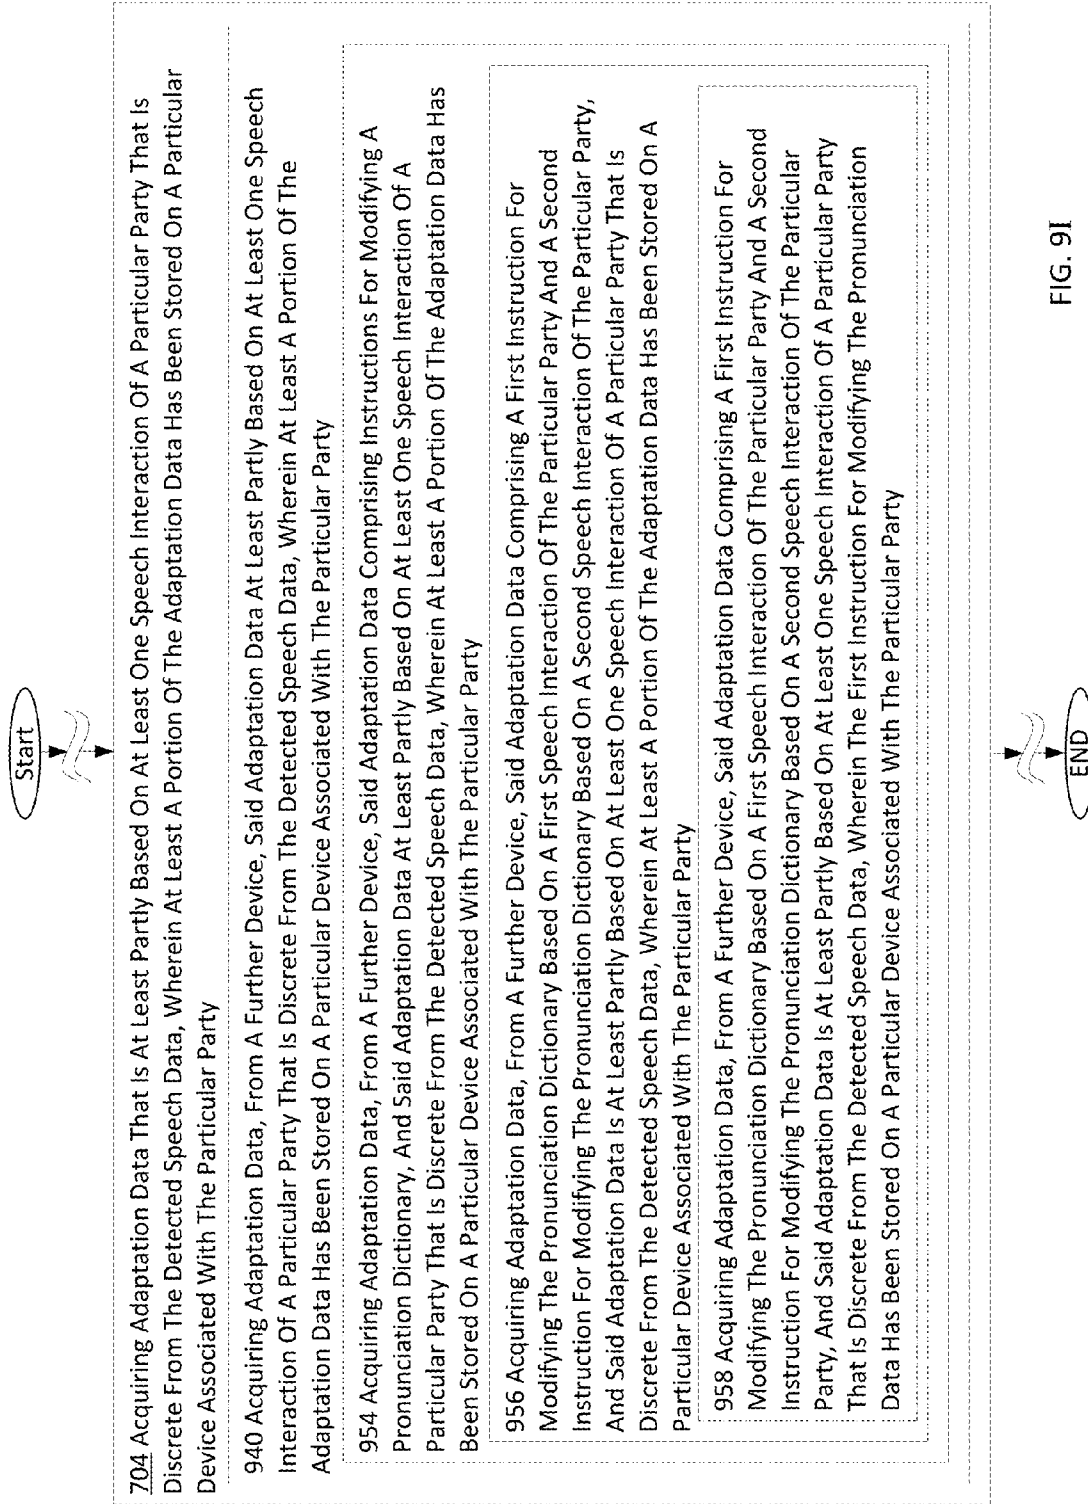 Start
704 Acquiring Adaptation Data That Is At Least Partly Based On At Least One Speech Interaction Of A Particular Party That Is
Discrete From The Detected Speech Data, Wherein At Least A Portion Of The Adaptation Data Has Been Stored On A Particular
Device Associated With The Particular Party
940 Acquiring Adaptation Data, From A Further Device, Said Adaptation Data At Least Partly Based On At Least One Speech
Interaction Of A Particular Party That Is Discrete From The Detected Speech Data, Wherein At Least A Portion Of The
Adaptation Data Has Been Stored On A Particular Device Associated With The Particular Party
954 Acquiring Adaptation Data, From A Further Device, Said Adaptation Data Comprising Instructions For Modifying A
Pronunciation Dictionary, And Said Adaptation Data At Least Partly Based On At Least One Speech Interaction Of A
Particular Party That Is Discrete From The Detected Speech Data, Wherein At Least A Portion Of The Adaptation Data Has
Been Stored On A Particular Device Associated With The Particular Party
956 Acquiring Adaptation Data, From A Further Device, Said Adaptation Data Comprising A First Instruction For
Modifying The Pronunciation Dictionary Based On A First Speech Interaction Of The Particular Party And A Second
Instruction For Modifying The Pronunciation Dictionary Based On A Second Speech Interaction Of The Particular Party,
And Said Adaptation Data Is At Least Partly Based On At Least One Speech Interaction Of A Particular Party That Is
Discrete From The Detected Speech Data, Wherein At Least A Portion Of The Adaptation Data Has Been Stored On A
Particular Device Associated With The Particular Party
958 Acquiring Adaptation Data, From A Further Device, Said Adaptation Data Comprising A First Instruction For
Modifying The Pronunciation Dictionary Based On A First Speech Interaction Of The Particular Party And A Second
Instruction For Modifying The Pronunciation Dictionary Based On A Second Speech Interaction Of The Particular
Party, And Said Adaptation Data Is At Least Partly Based On At Least One Speech Interaction Of A Particular Party
That Is Discrete From The Detected Speech Data, Wherein The First Instruction For Modifying The Pronunciation
Data Has Been Stored On A Particular Device Associated With The Particular Party
END
FIG. 9I